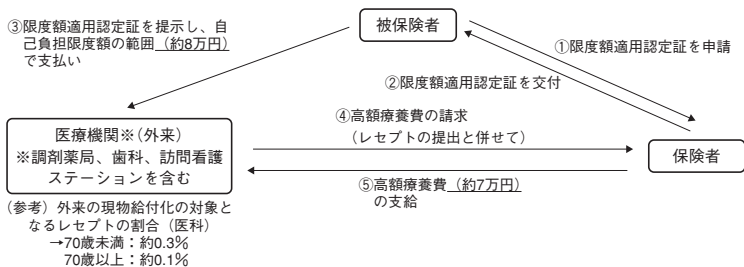 ③限度額適用認定証を提示し、自
己負担限度額の範囲（約8万円）
で支払い
被保険者
①限度額適用認定証を申請
②限度額適用認定証を交付
医療機関※（外来）
※調剤薬局、歯科、訪問看護
ステーションを含む
④高額療養費の請求
（レセプトの提出と併せて）
保険者
⑤高額療養費（約7万円）
の支給
（参考）外来の現物給付化の対象と
なるレセプトの割合（医科）
→70歳未満：約0.3％
70歳以上：約0.1％